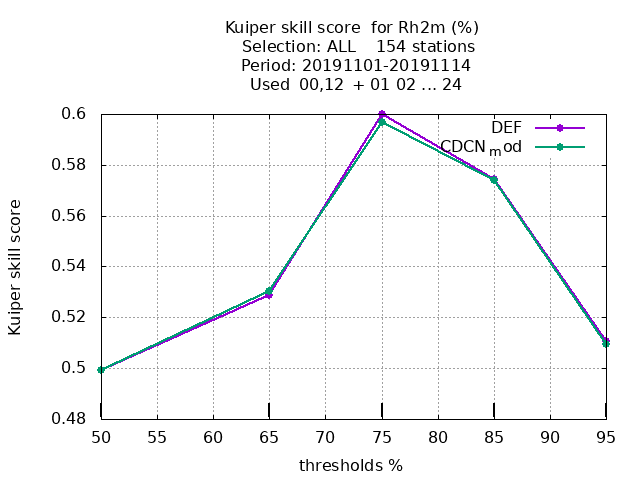 Kuiper skill score  for Rh2m (%)
Selection: ALL    154 stations
Period: 20191101-20191114
Used  00,12  + 01 02 ... 24
DEF
CDCN_mod
Kuiper skill score
0.6
0.58
0.56
0.54
0.52
0.5
0.48
50 55 60 65 70 75 80 85 90 95
thresholds %